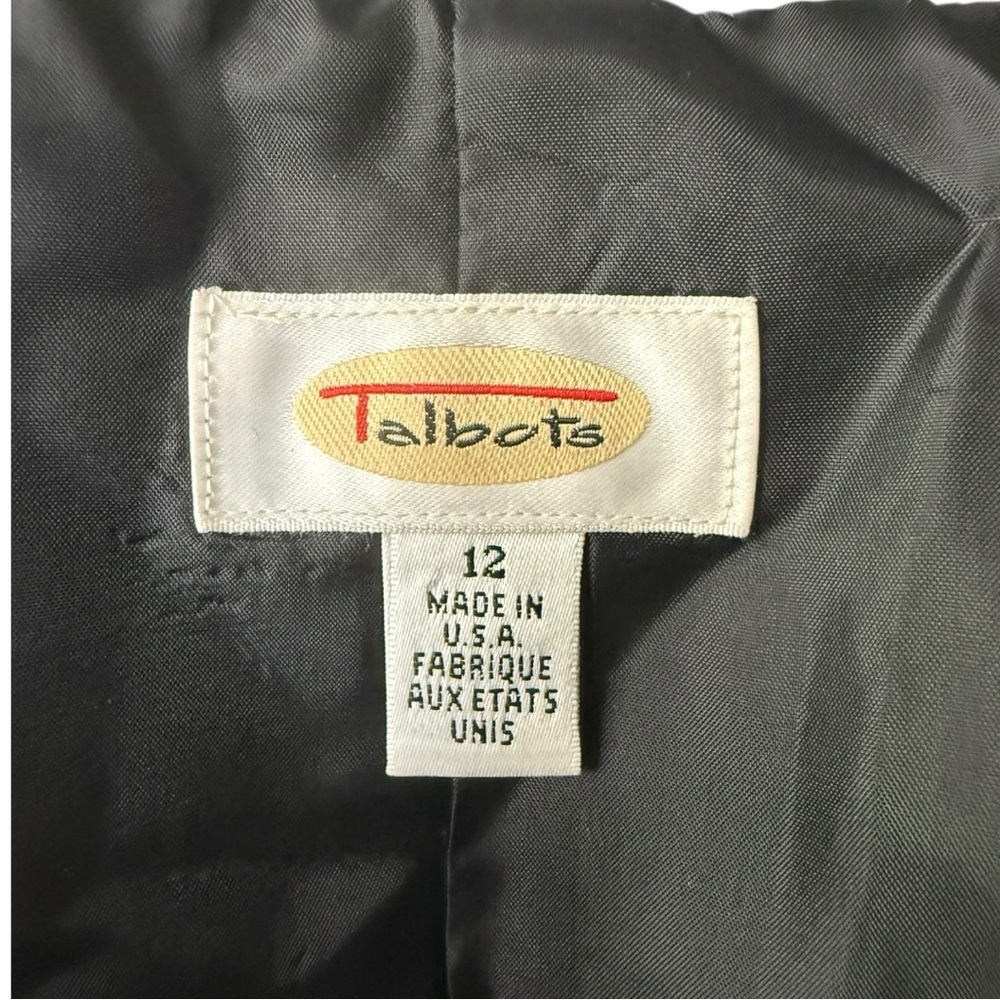 Talbots
12
MADE IN
U.S.A.
FABRIQUE
AUX ETATS
UNIS